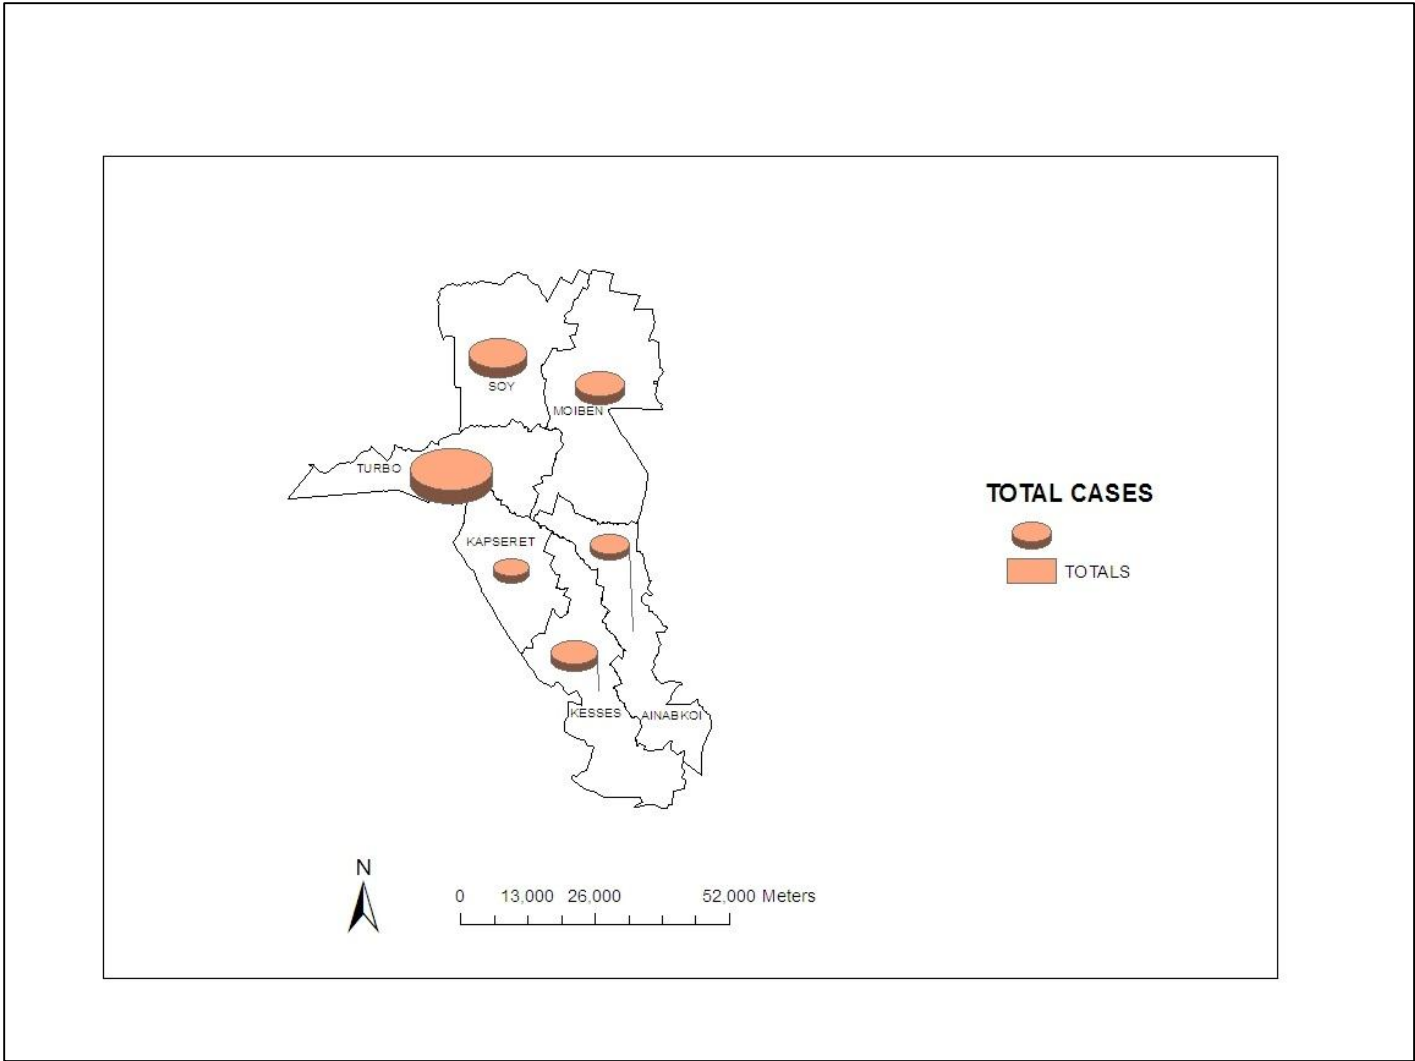 SOY
MOIBEN
TURBO
KAPSERET
KESSES
AINABKOI
TOTAL CASES
TOTALS
N
0 13,000 26,000 52,000 Meters